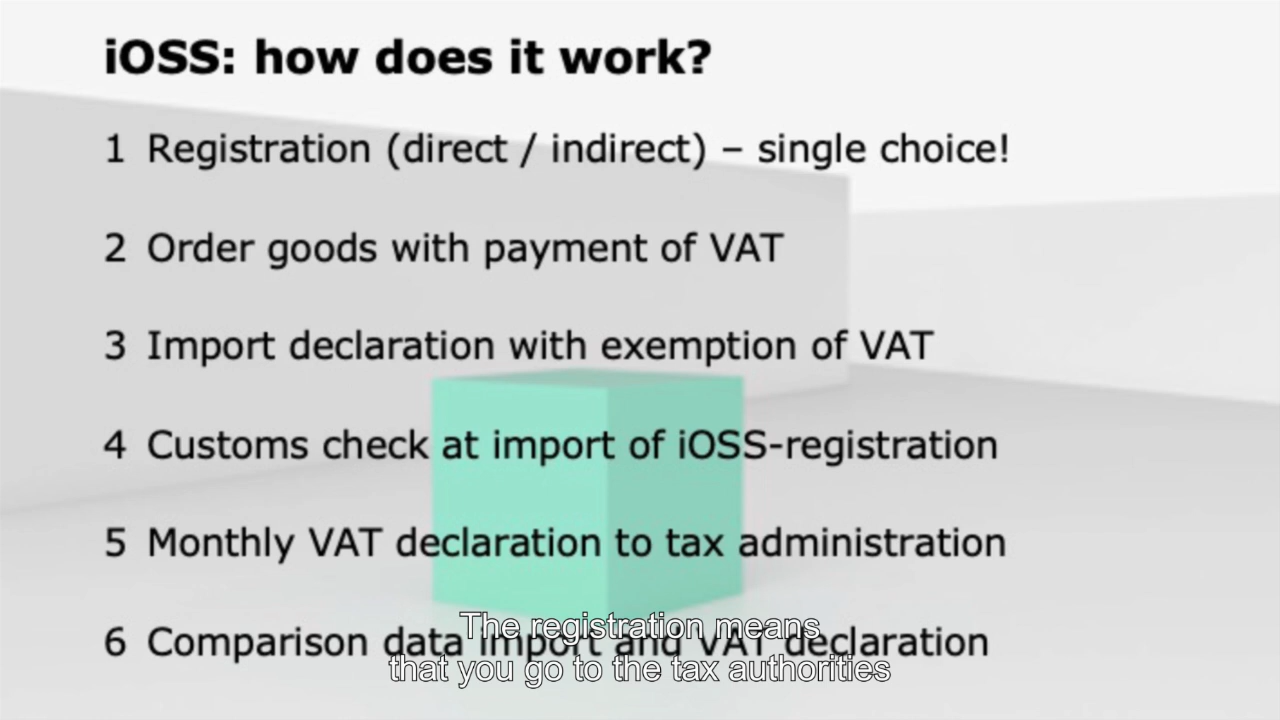 iOSS: how does it work?
1 Registration (direct / indirect) – single choice!
2 Order goods with payment of VAT
3 Import declaration with exemption of VAT
4 Customs check at import of iOSS-registration
5 Monthly VAT declaration to tax administration
6 Comparison data import and VAT declaration
The registration means
that you go to the tax authorities